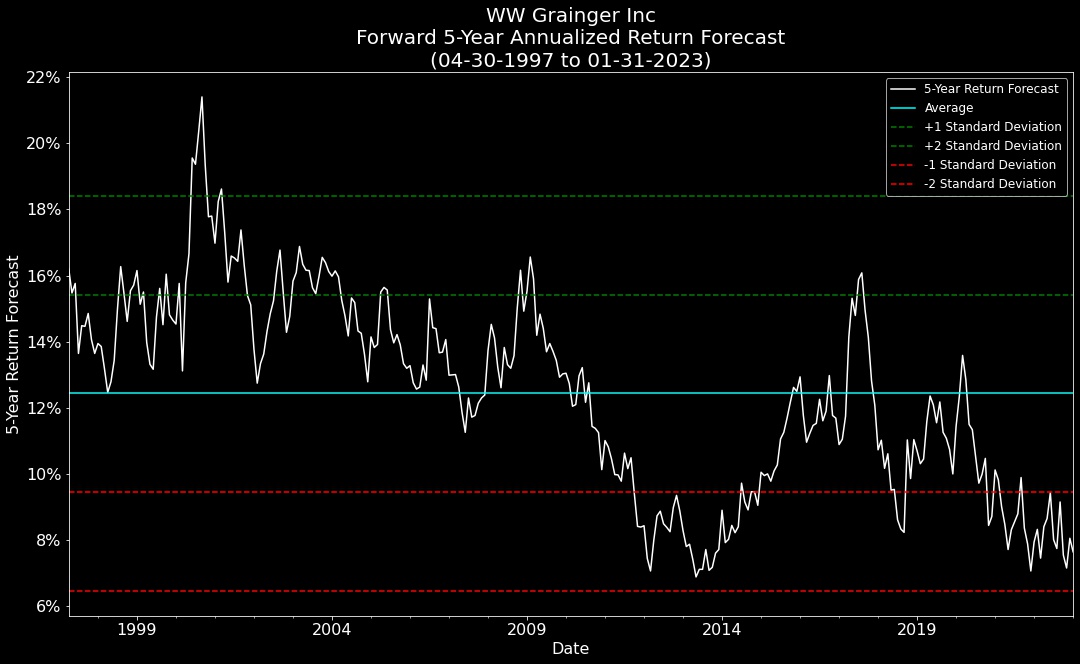 WW Grainger Inc
Forward 5-Year Annualized Return Forecast
(04-30-1997 to 01-31-2023)
22%
20%
18%
16%
14%
12%
10%
8%
6%
5-Year Return Forecast
5-Year Return Forecast
Average
+1 Standard Deviation
+2 Standard Deviation
-1 Standard Deviation
-2 Standard Deviation
1999
2004
2009
2014
2019
Date